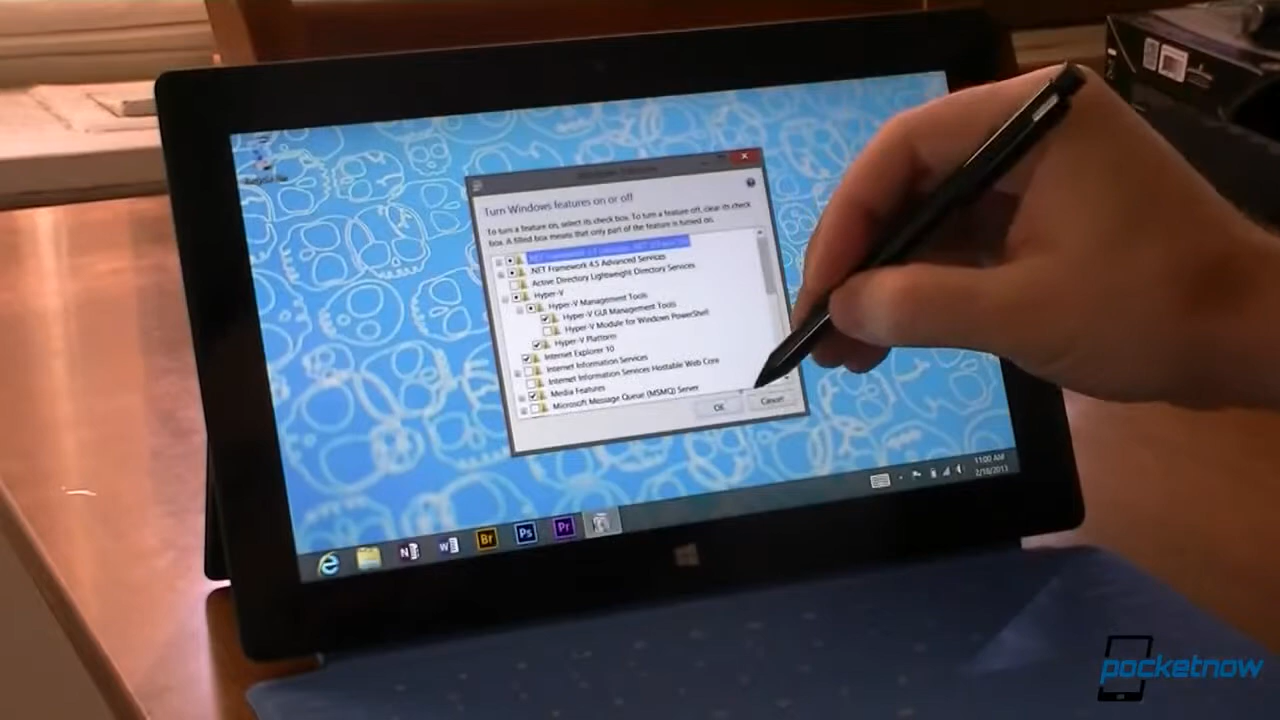 Turn Windows features on or off
To turn a feature on, select its check box. To turn a feature off, clear its check
box. A filled box means that only part of the feature is turned on.
.NET Framework 4.5 Advanced Services
Active Directory Lightweight Directory Services
Hyper-V
Hyper-V Management Tools
Hyper-V GUI Management Tools
Hyper-V Module for Windows PowerShell
Hyper-V Platform
Internet Explorer 10
Internet Information Services
Internet Information Services Hostable Web Core
Media Features
Microsoft Message Queue (MSMQ) Server
OK Cancel
11:00 AM
2/18/2013
Br Ps Pr
pocketnow